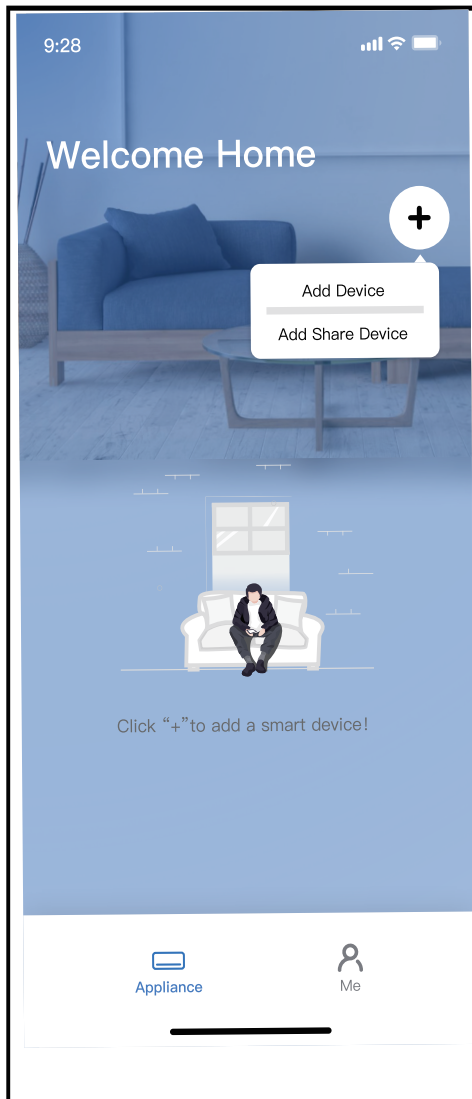 9:28
Welcome Home
Add Device
Add Share Device
Click “+”to add a smart device!
Appliance
Me